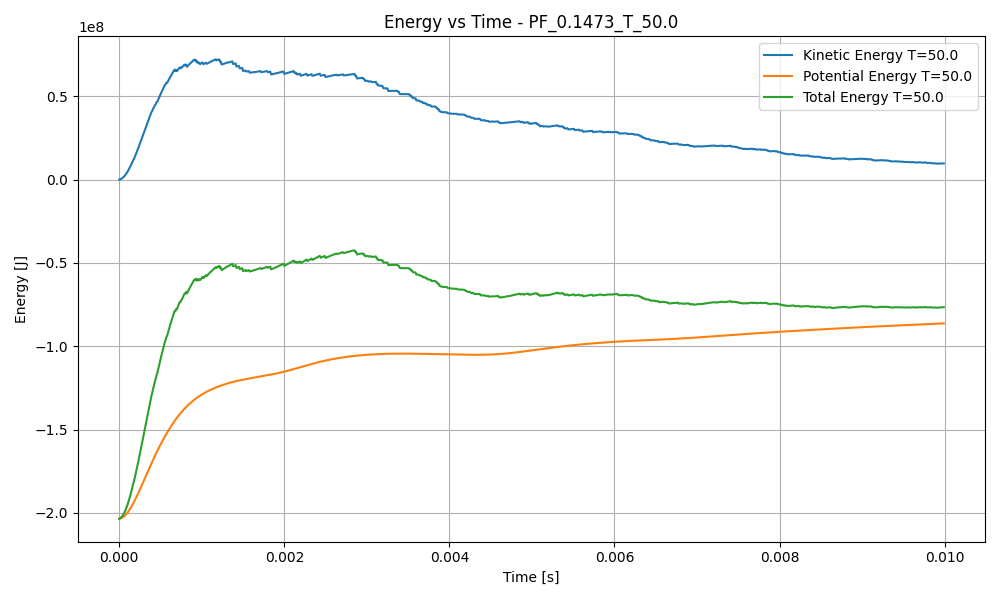 Energy vs Time - PF_0.1473_T_50.0
1e8
Kinetic Energy T=50.0
Potential Energy T=50.0
Total Energy T=50.0
0.5
0.0
−0.5
−1.0
−1.5
−2.0
Energy [J]
0.000 0.002 0.004 0.006 0.008 0.010
Time [s]